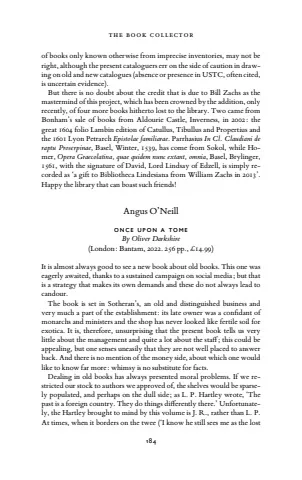 THE BOOK COLLECTOR
of books only known otherwise from imprecise inventories, may not be
right, although the present cataloguers err on the side of caution in draw-
ing on old and new catalogues (absence or presence in USTC, often cited,
is uncertain evidence).
But there is no doubt about the credit that is due to Bill Zachs as the
mastermind of this project, which has been crowned by the addition, only
recently, of four more books hitherto lost to the library. Two came from
Bonham's sale of books from Aldourie Castle, Inverness, in 2002: the
great 1604 folio Lambin edition of Catullus, Tibullus and Propertius and
the 1601 Lyon Petrarch Epistolae familiarae. Parrhasius In Cl. Claudiani de
raptu Proserpinae, Basel, Winter, 1539, has come from Sokol, while Ho-
mer, Opera Graecolatina, quae quidem nunc extant, omnia, Basel, Brylinger,
1561, with the signature of David, Lord Lindsay of Edzell, is simply re-
corded as 'a gift to Bibliotheca Lindesiana from William Zachs in 2013'.
Happy the library that can boast such friends!
Angus O'Neill
ONCE UPON A TOME
By Oliver Darkshire
(London: Bantam, 2022. 256 pp., £14.99)
It is almost always good to see a new book about old books. This one was
eagerly awaited, thanks to a sustained campaign on social media; but that
is a strategy that makes its own demands and these do not always lead to
candour.
The book is set in Sotheran's, an old and distinguished business and
very much a part of the establishment: its late owner was a confidant of
monarchs and ministers and the shop has never looked like fertile soil for
exotica. It is, therefore, unsurprising that the present book tells us very
little about the management and quite a lot about the staff; this could be
appealing, but one senses uneasily that they are not well placed to answer
back. And there is no mention of the money side, about which one would
like to know far more: whimsy is no substitute for facts.
Dealing in old books has always presented moral problems. If we re-
stricted our stock to authors we approved of, the shelves would be sparse-
ly populated, and perhaps on the dull side; as L. P. Hartley wrote, 'The
past is a foreign country. They do things differently there.' Unfortunate-
ly, the Hartley brought to mind by this volume is J. R., rather than L. P.
At times, when it borders on the twee ('I know he still sees me as the lost
184